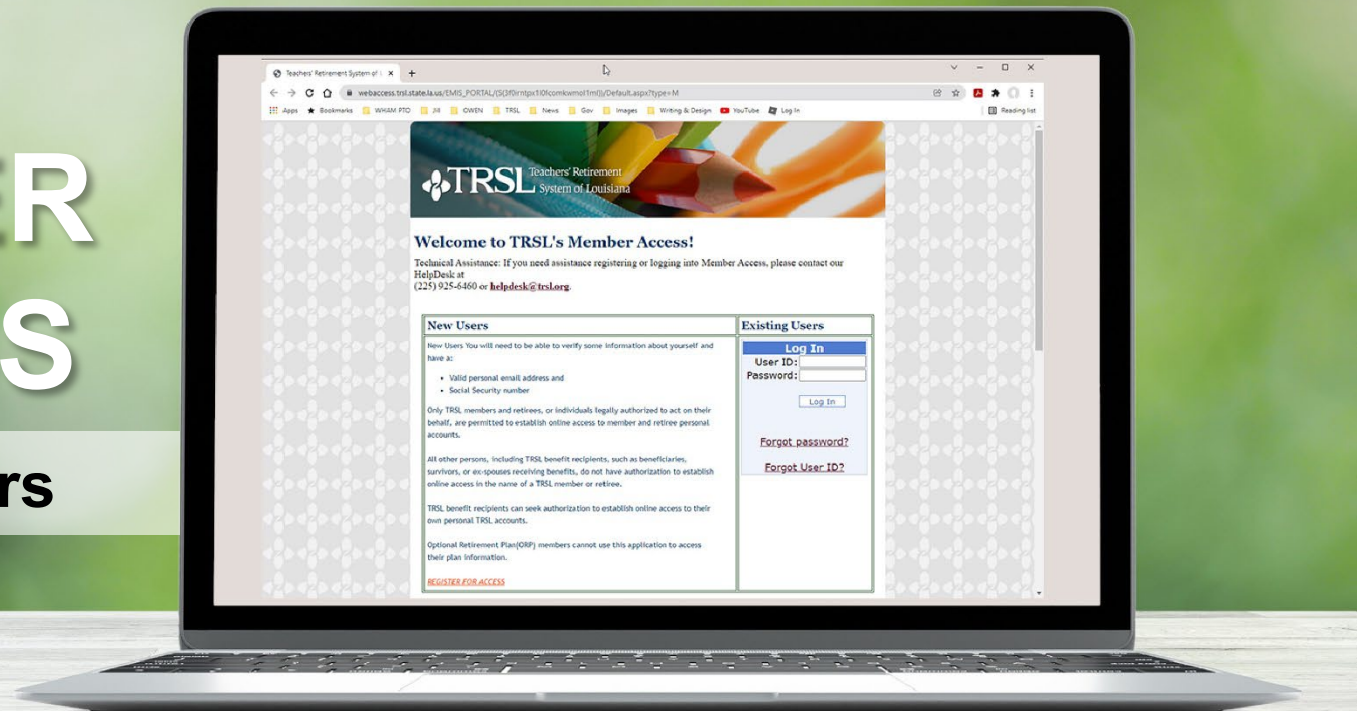 ER
S
rs
Teachers' Retirement System of L
webaccess.trsl.state.la.us/EMIS_PORTAL/(S(3f0rntpx1l0fcomkwmol1ml))/Default.aspx?type=M
Apps Bookmarks WHAM PTO Jill OWEN TRSL News Gov Images Writing & Design YouTube Log In Reading list
TRSL Teachers' Retirement
System of Louisiana
Welcome to TRSL's Member Access!
Technical Assistance: If you need assistance registering or logging into Member Access, please contact our
HelpDesk at
(225) 925-6460 or helpdesk@trsl.org.
New Users
New Users You will need to be able to verify some information about yourself and
have a:
• Valid personal email address and
• Social Security number
Only TRSL members and retirees, or individuals legally authorized to act on their
behalf, are permitted to establish online access to member and retiree personal
accounts.
All other persons, including TRSL benefit recipients, such as beneficiaries,
survivors, or ex-spouses receiving benefits, do not have authorization to establish
online access in the name of a TRSL member or retiree.
TRSL benefit recipients can seek authorization to establish online access to their
own personal TRSL accounts.
Optional Retirement Plan(ORP) members cannot use this application to access
their plan information.
REGISTER FOR ACCESS
Existing Users
Log In
User ID:
Password:
Log In
Forgot password?
Forgot User ID?